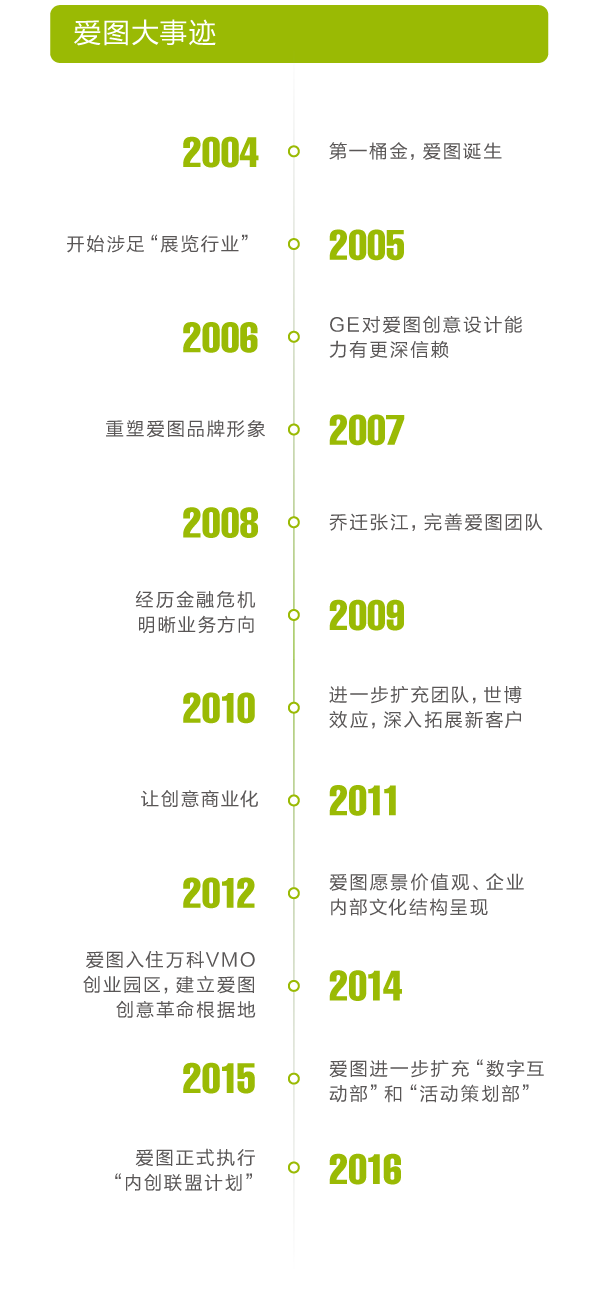 爱图大事迹
2004
第一桶金，爱图诞生
开始涉足“展览行业”
2005
2006
GE对爱图创意设计能
力有更深信赖
重塑爱图品牌形象
2007
2008
乔迁张江，完善爱图团队
经历金融危机
明晰业务方向
2009
2010
进一步扩充团队，世博
效应，深入拓展新客户
让创意商业化
2011
2012
爱图愿景价值观、企业
内部文化结构呈现
爱图入住万科VMO
创业园区，建立爱图
创意革命根据地
2014
2015
爱图进一步扩充“数字互
动部”和“活动策划部”
爱图正式执行
“内创联盟计划”
2016